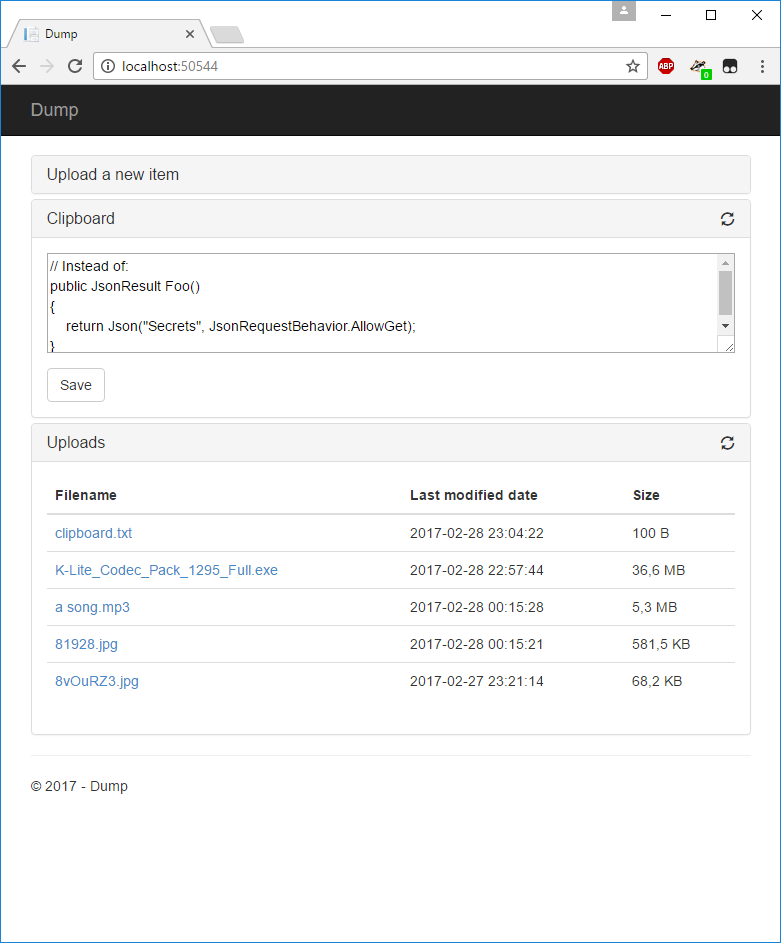 Dump
localhost:50544
ABP
0
Dump
Upload a new item
Clipboard
// Instead of:
public JsonResult Foo()
{
    return Json("Secrets", JsonRequestBehavior.AllowGet);
}
Save
Uploads
Filename Last modified date Size
clipboard.txt 2017-02-28 23:04:22 100 B
K-Lite_Codec_Pack_1295_Full.exe 2017-02-28 22:57:44 36,6 MB
a song.mp3 2017-02-28 00:15:28 5,3 MB
81928.jpg 2017-02-28 00:15:21 581,5 KB
8vOuRZ3.jpg 2017-02-27 23:21:14 68,2 KB
© 2017 - Dump